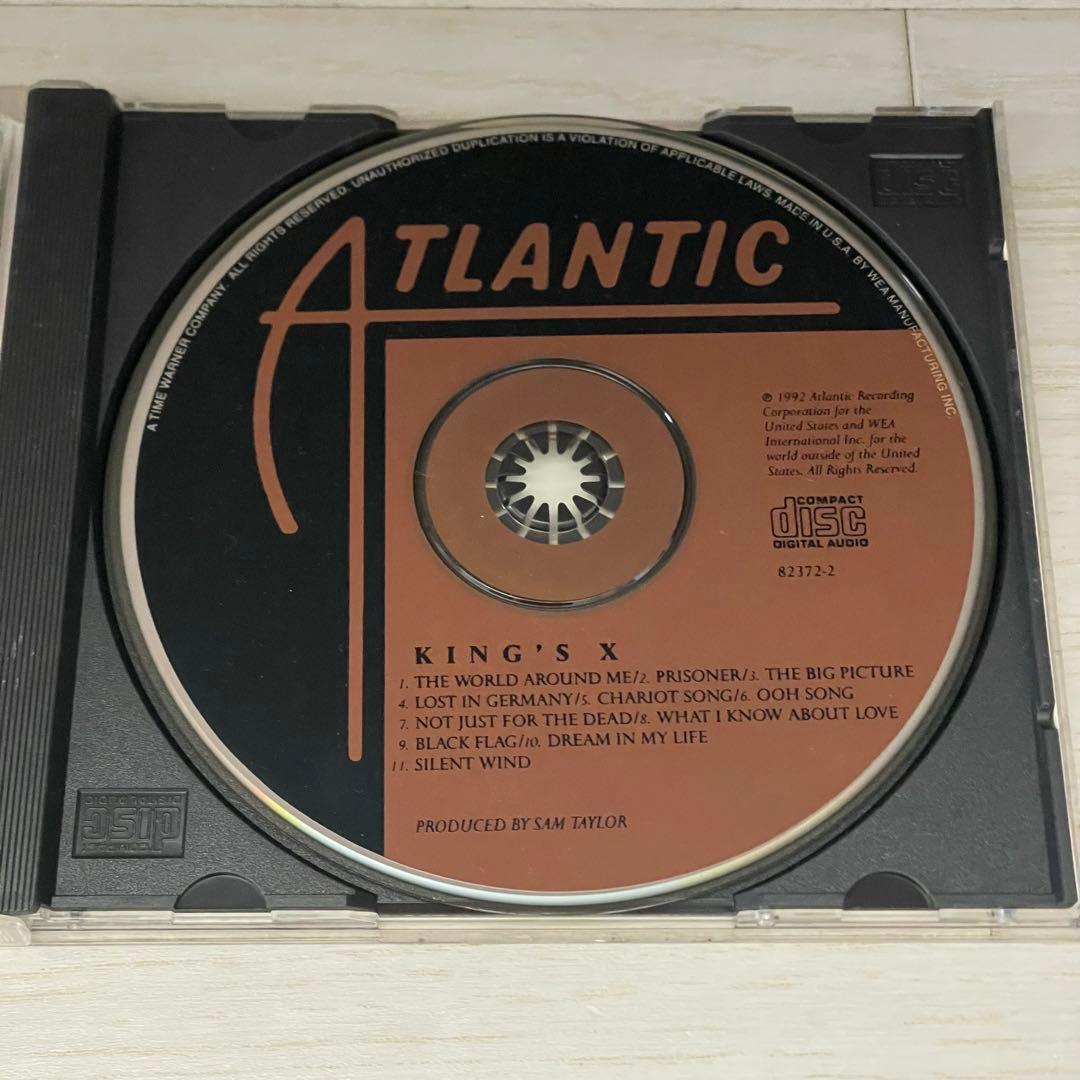 A TIME WARNER COMPANY. ALL RIGHTS RESERVED. UNAUTHORIZED DUPLICATION IS A VIOLATION OF APPLICABLE LAWS. MADE IN U.S.A. BY WEA MANUFACTURING INC.
ATLANTIC
℗ 1992 Atlantic Recording
Corporation for the
United States and WEA
International Inc. for the
world outside of the United
States. All Rights Reserved.
COMPACT
disc
DIGITAL AUDIO
82372-2
KING'S X
1. THE WORLD AROUND ME/2. PRISONER/3. THE BIG PICTURE
4. LOST IN GERMANY/5. CHARIOT SONG/6. OOH SONG
7. NOT JUST FOR THE DEAD/8. WHAT I KNOW ABOUT LOVE
9. BLACK FLAG/10. DREAM IN MY LIFE
11. SILENT WIND
PRODUCED BY SAM TAYLOR
disc
disc